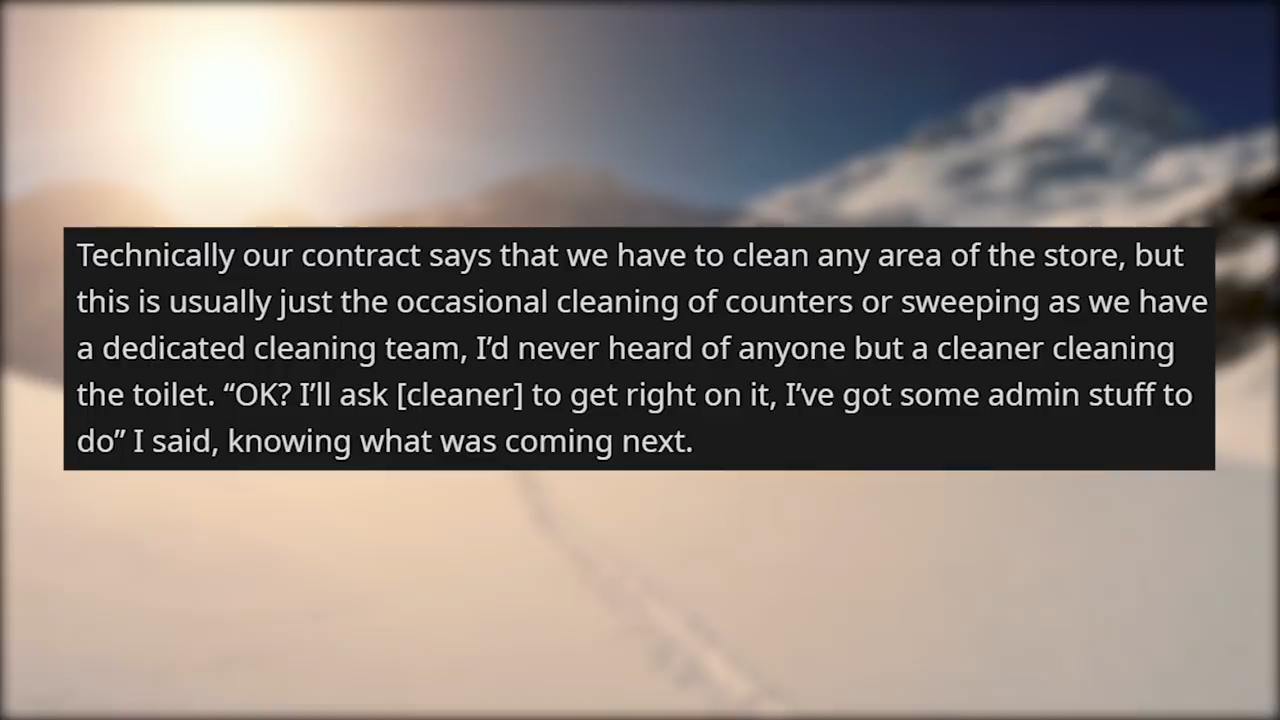 Technically our contract says that we have to clean any area of the store, but
this is usually just the occasional cleaning of counters or sweeping as we have
a dedicated cleaning team, I’d never heard of anyone but a cleaner cleaning
the toilet. “OK? I’ll ask [cleaner] to get right on it, I’ve got some admin stuff to
do” I said, knowing what was coming next.